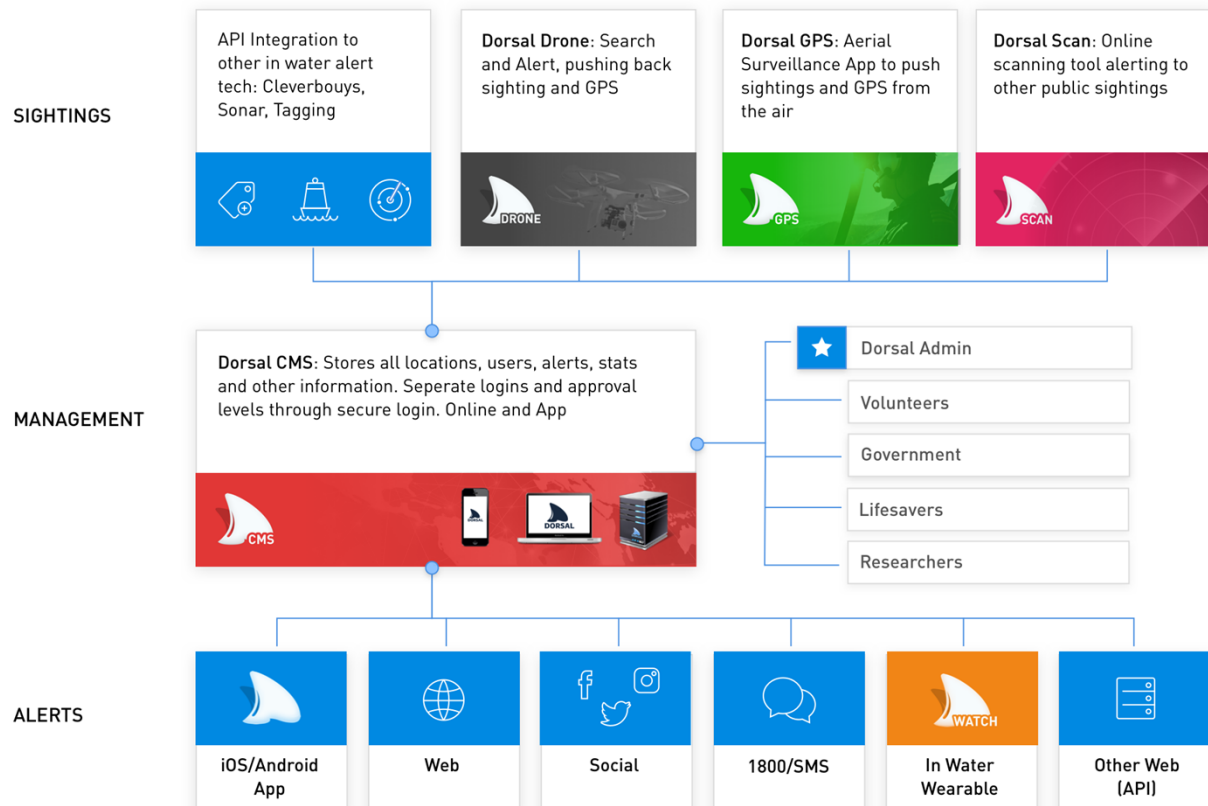 SIGHTINGS
API Integration to
other in water alert
tech: Cleverbouys,
Sonar, Tagging
Dorsal Drone: Search
and Alert, pushing back
sighting and GPS
DRONE
Dorsal GPS: Aerial
Surveillance App to push
sightings and GPS from
the air
GPS
Dorsal Scan: Online
scanning tool alerting to
other public sightings
SCAN
MANAGEMENT
Dorsal CMS: Stores all locations, users, alerts, stats
and other information. Seperate logins and approval
levels through secure login. Online and App
CMS
DORSAL
DORSAL
Dorsal Admin
Volunteers
Government
Lifesavers
Researchers
ALERTS
iOS/Android
App
Web
Social
1800/SMS
WATCH
In Water
Wearable
Other Web
(API)